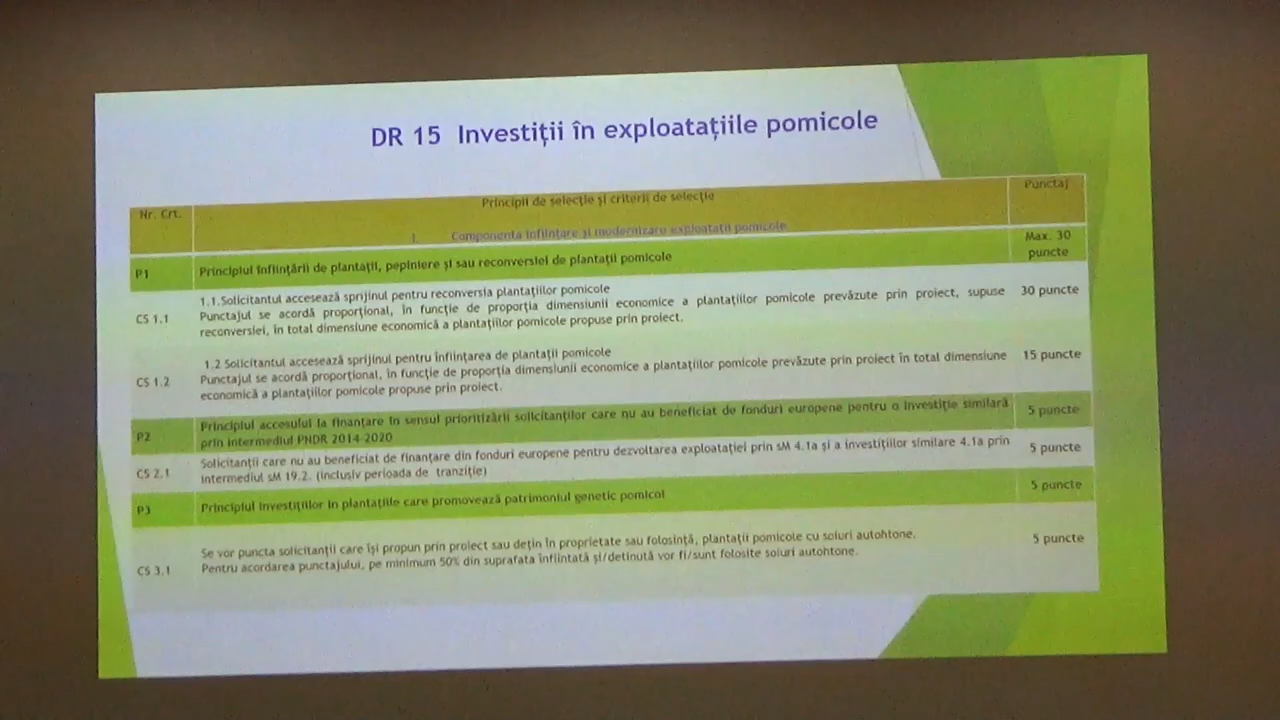 DR 15 Investiții în exploatațiile pomicole
Nr. Crt.
Principii de selecție și criterii de selecție
Punctaj
I. Componenta înființare și modernizare exploatații pomicole
P1
Principiul înființării de plantații, pepiniere și sau reconversiei de plantații pomicole
Max. 30
puncte
CS 1.1
1.1.Solicitantul accesează sprijinul pentru reconversia plantațiilor pomicole
Punctajul se acordă proporțional, în funcție de proporția dimensiunii economice a plantațiilor pomicole prevăzute prin proiect, supuse
reconversiei, în total dimensiune economică a plantațiilor pomicole propuse prin proiect.
30 puncte
CS 1.2
1.2 Solicitantul accesează sprijinul pentru înființarea de plantații pomicole
Punctajul se acordă proporțional, în funcție de proporția dimensiunii economice a plantațiilor pomicole prevăzute prin proiect în total dimensiune
economică a plantațiilor pomicole propuse prin proiect.
15 puncte
P2
Principiul accesului la finanțare în sensul prioritizării solicitanților care nu au beneficiat de fonduri europene pentru o investiție similară
prin intermediul PNDR 2014-2020
5 puncte
CS 2.1
Solicitanții care nu au beneficiat de finanțare din fonduri europene pentru dezvoltarea exploatației prin sM 4.1a și a investițiilor similare 4.1a prin
intermediul sM 19.2. (inclusiv perioada de tranziție)
5 puncte
P3
Principiul investițiilor în plantațiile care promovează patrimoniul genetic pomicol
5 puncte
CS 3.1
Se vor puncta solicitanții care își propun prin proiect sau dețin în proprietate sau folosință, plantații pomicole cu soiuri autohtone.
Pentru acordarea punctajului, pe minimum 50% din suprafata înființată și/detinută vor fi/sunt folosite soiuri autohtone.
5 puncte